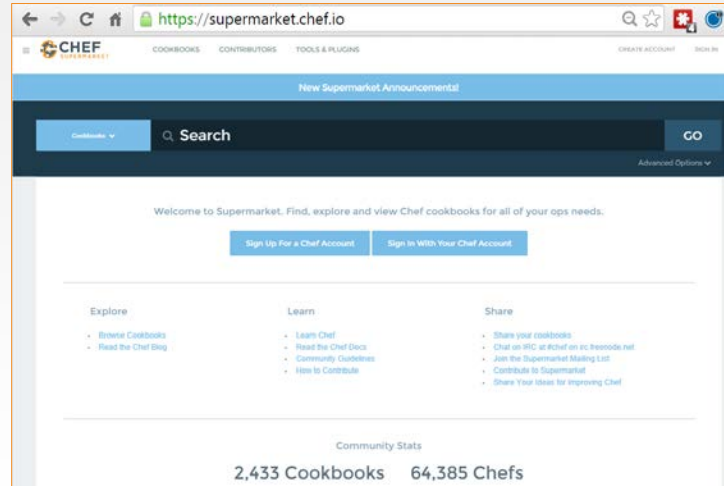 https://supermarket.chef.io
CHEF
SUPERMARKET
COOKBOOKS CONTRIBUTORS TOOLS & PLUGINS CREATE ACCOUNT SIGN IN
New Supermarket Announcements!
Cookbooks Search GO
Advanced Options
Welcome to Supermarket. Find, explore and view Chef cookbooks for all of your ops needs.
Sign Up For a Chef Account Sign In With Your Chef Account
Explore Learn Share
• Browse Cookbooks • Learn Chef • Share your cookbooks
• Read the Chef Blog • Read the Chef Docs • Chat on IRC at #chef on irc.freenode.net
• Community Guidelines • Join the Supermarket Mailing List
• How to Contribute • Contribute to Supermarket
• Share Your Ideas for Improving Chef
Community Stats
2,433 Cookbooks 64,385 Chefs